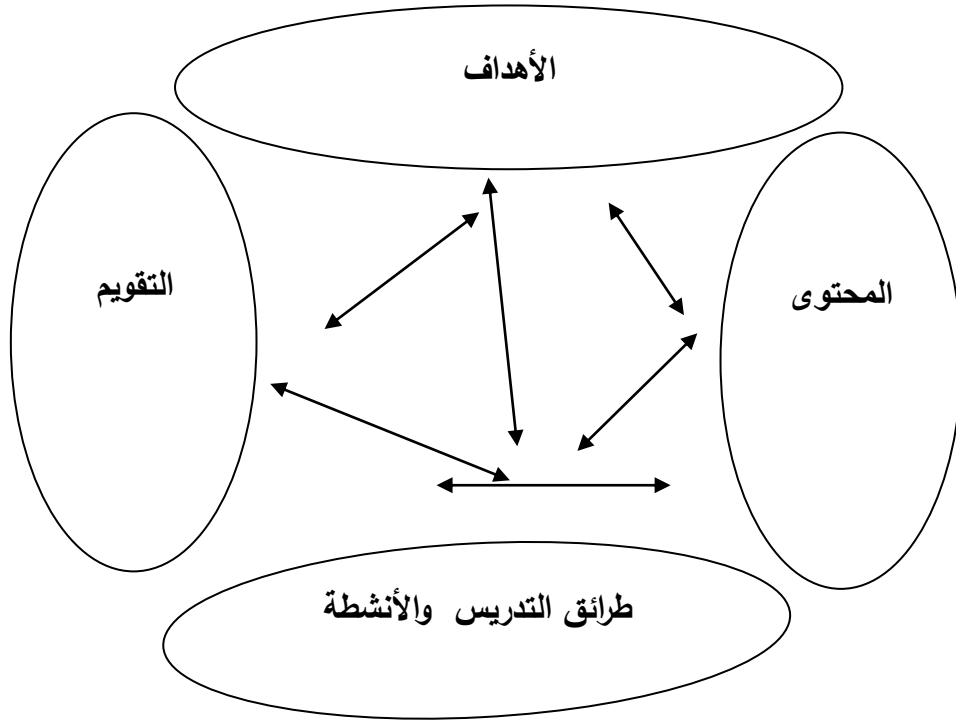 الأهداف
المحتوى
التقويم
طرائق التدريس والأنشطة